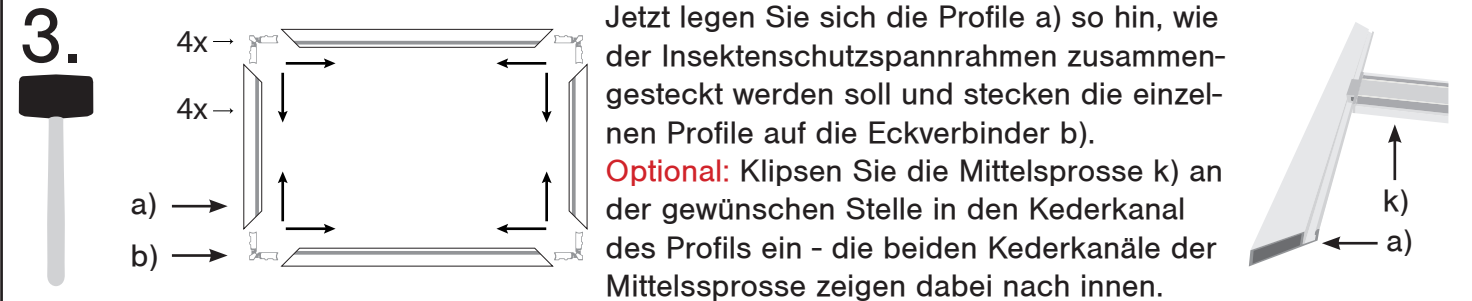 3.
4x
4x
a)
b)
Jetzt legen Sie sich die Profile a) so hin, wie
der Insektenschutzspannrahmen zusammen-
gesteckt werden soll und stecken die einzel-
nen Profile auf die Eckverbinder b).
Optional: Klipsen Sie die Mittelsprosse k) an
der gewünschen Stelle in den Kederkanal
des Profils ein - die beiden Kederkanäle der
Mittelssprosse zeigen dabei nach innen.
k)
a)